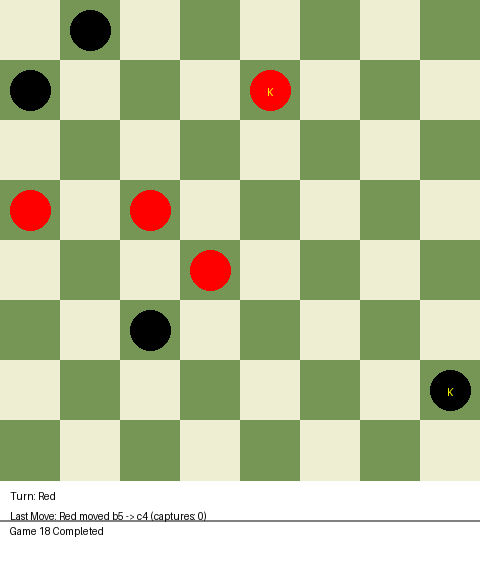 K
K
Turn: Red
Last Move: Red moved b5 -> c4 (captures: 0)
Game 18 Completed